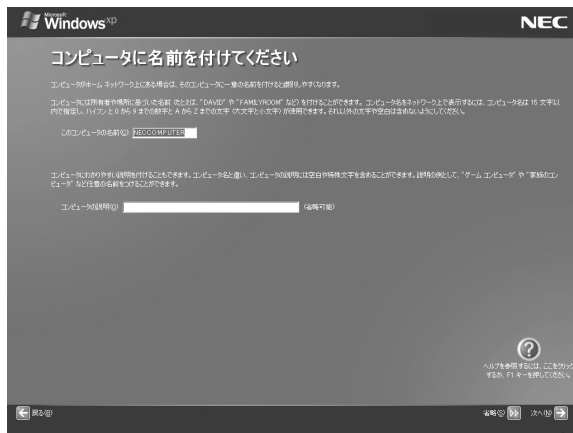 Microsoft
Windows xp
NEC
コンピュータに名前を付けてください
コンピュータがホーム ネットワーク上にある場合は、そのコンピュータに一意の名前を付けると識別しやすくなります。
コンピュータには所有者や場所に基づいた名前 (たとえば、"DAVID" や "FAMILYROOM" など) を付けることができます。コンピュータ名をネットワーク上で表示するには、コンピュータ名は 15 文字以
内で指定し、ハイフンと 0 から 9 までの数字と A から Z までの文字 (大文字と小文字) が使用できます。それ以外の文字や空白は含めないようにしてください。
このコンピュータの名前(C) NECCOMPUTER
コンピュータにわかりやすい説明を付けることもできます。コンピュータ名と違い、コンピュータの説明には空白や特殊文字を含めることができます。説明の例として、"ゲーム コンピュータ" や "家族のコン
ピュータ" など任意の名前をつけることができます。
コンピュータの説明(O) (省略可能)
ヘルプを参照するには、ここをクリック
するか、F1 キーを押してください。
戻る(B) 省略(S) 次へ(N)